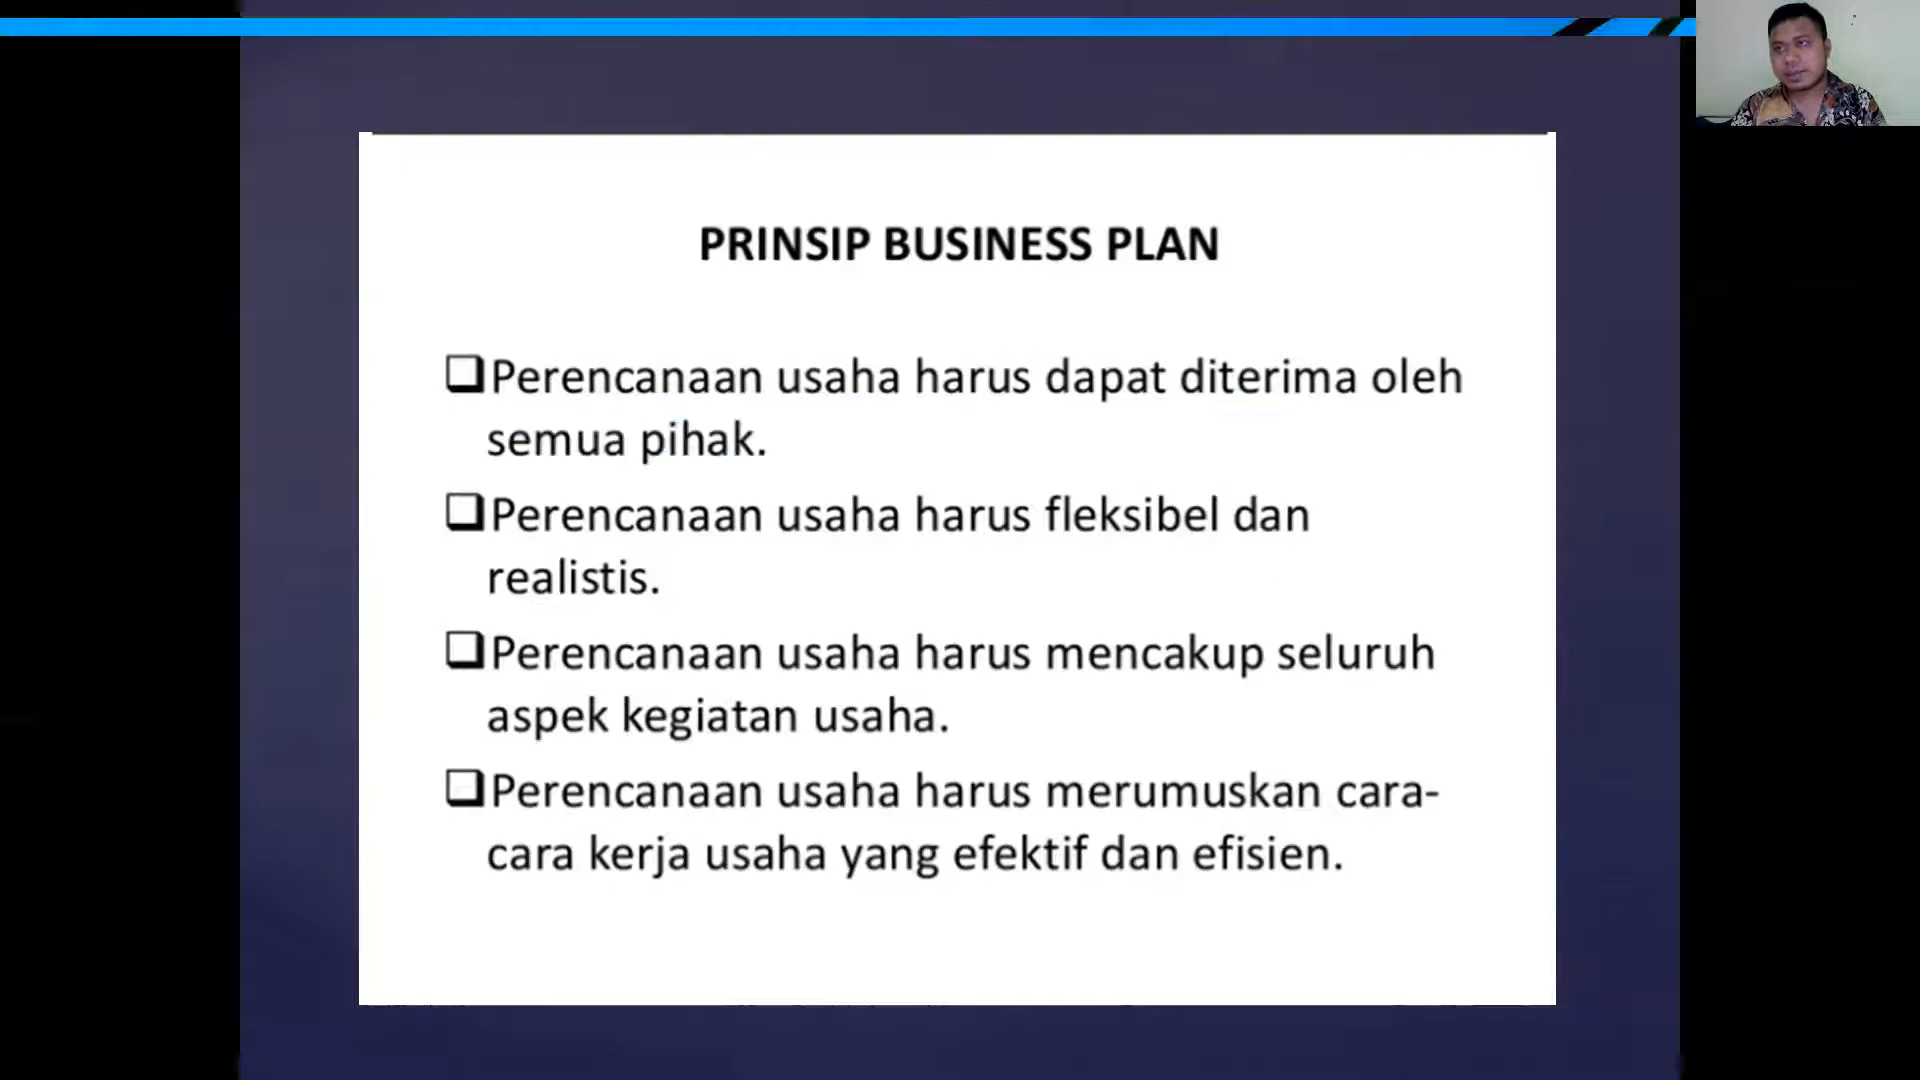 PRINSIP BUSINESS PLAN
Perencanaan usaha harus dapat diterima oleh
semua pihak.
Perencanaan usaha harus fleksibel dan
realistis.
Perencanaan usaha harus mencakup seluruh
aspek kegiatan usaha.
Perencanaan usaha harus merumuskan cara-
cara kerja usaha yang efektif dan efisien.